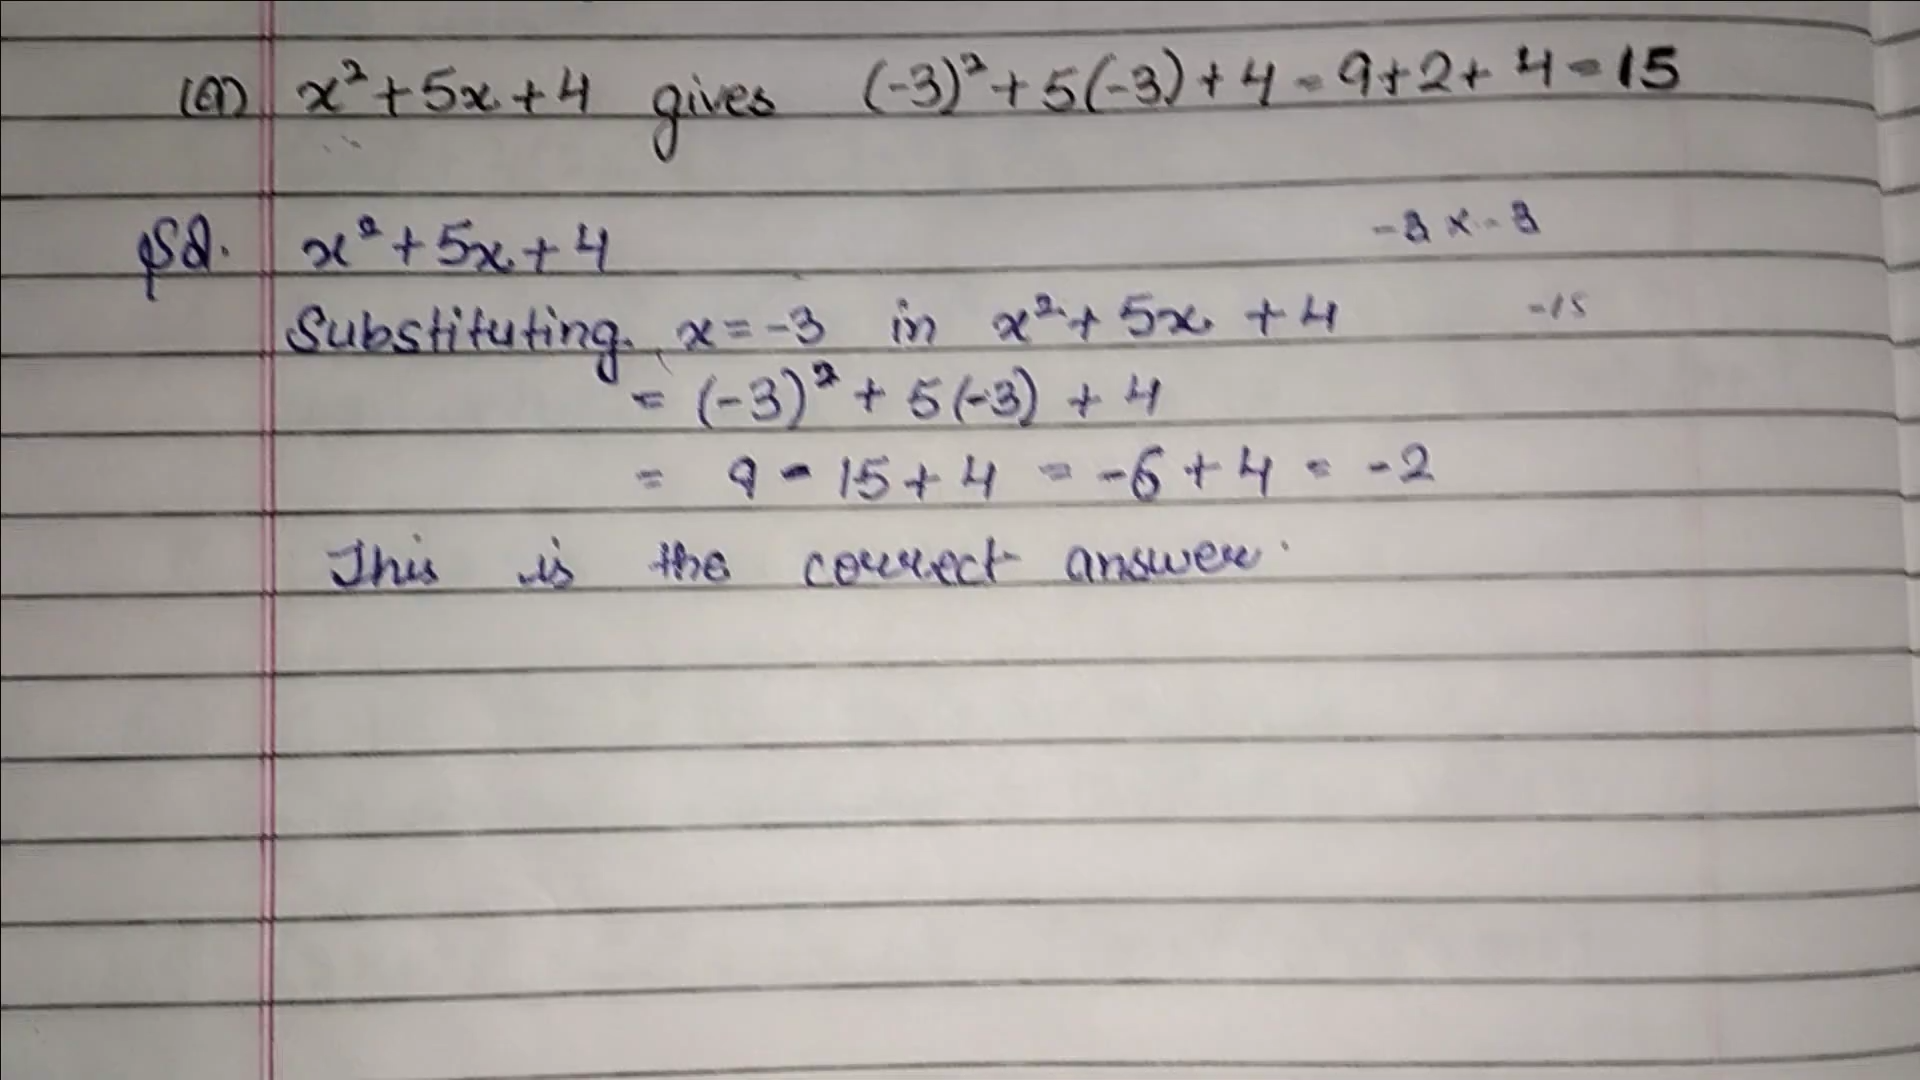 (a) x² + 5x + 4 gives (-3)² + 5(-3) + 4 = 9 + 2 + 4 = 15
Sol. x² + 5x + 4
-3 x -3
Substituting x = -3 in x² + 5x + 4
-15
= (-3)² + 5(-3) + 4
= 9 - 15 + 4 = -6 + 4 = -2
This is the correct answer.